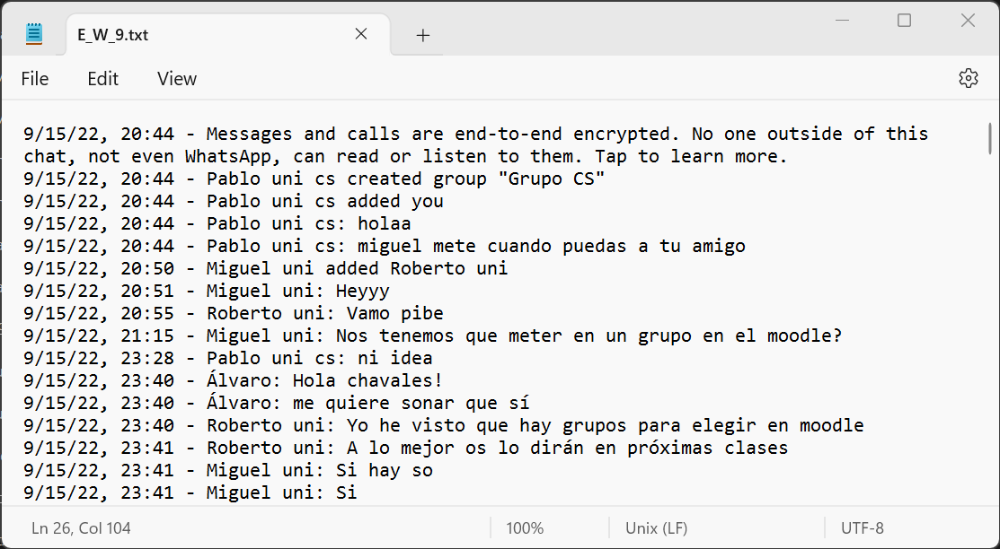 E_W_9.txt
File Edit View
9/15/22, 20:44 - Messages and calls are end-to-end encrypted. No one outside of this
chat, not even WhatsApp, can read or listen to them. Tap to learn more.
9/15/22, 20:44 - Pablo uni cs created group "Grupo CS"
9/15/22, 20:44 - Pablo uni cs added you
9/15/22, 20:44 - Pablo uni cs: holaa
9/15/22, 20:44 - Pablo uni cs: miguel mete cuando puedas a tu amigo
9/15/22, 20:50 - Miguel uni added Roberto uni
9/15/22, 20:51 - Miguel uni: Heyyy
9/15/22, 20:55 - Roberto uni: Vamo pibe
9/15/22, 21:15 - Miguel uni: Nos tenemos que meter en un grupo en el moodle?
9/15/22, 23:28 - Pablo uni cs: ni idea
9/15/22, 23:40 - Álvaro: Hola chavales!
9/15/22, 23:40 - Álvaro: me quiere sonar que sí
9/15/22, 23:40 - Roberto uni: Yo he visto que hay grupos para elegir en moodle
9/15/22, 23:41 - Roberto uni: A lo mejor os lo dirán en próximas clases
9/15/22, 23:41 - Miguel uni: Si hay so
9/15/22, 23:41 - Miguel uni: Si
Ln 26, Col 104 100% Unix (LF) UTF-8